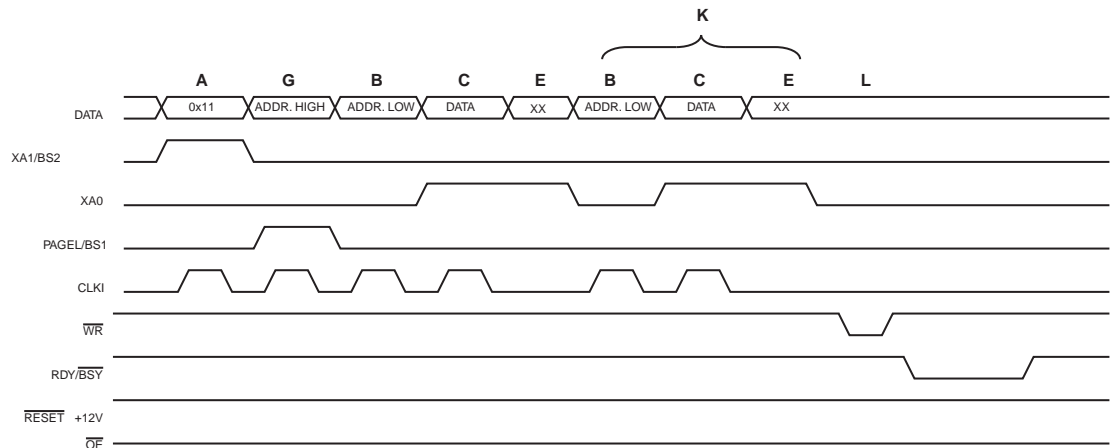 K
A G B C E B C E L
DATA 0x11 ADDR. HIGH ADDR. LOW DATA XX ADDR. LOW DATA XX
XA1/BS2
XA0
PAGEL/BS1
CLKI
WR
RDY/BSY
RESET +12V
OE